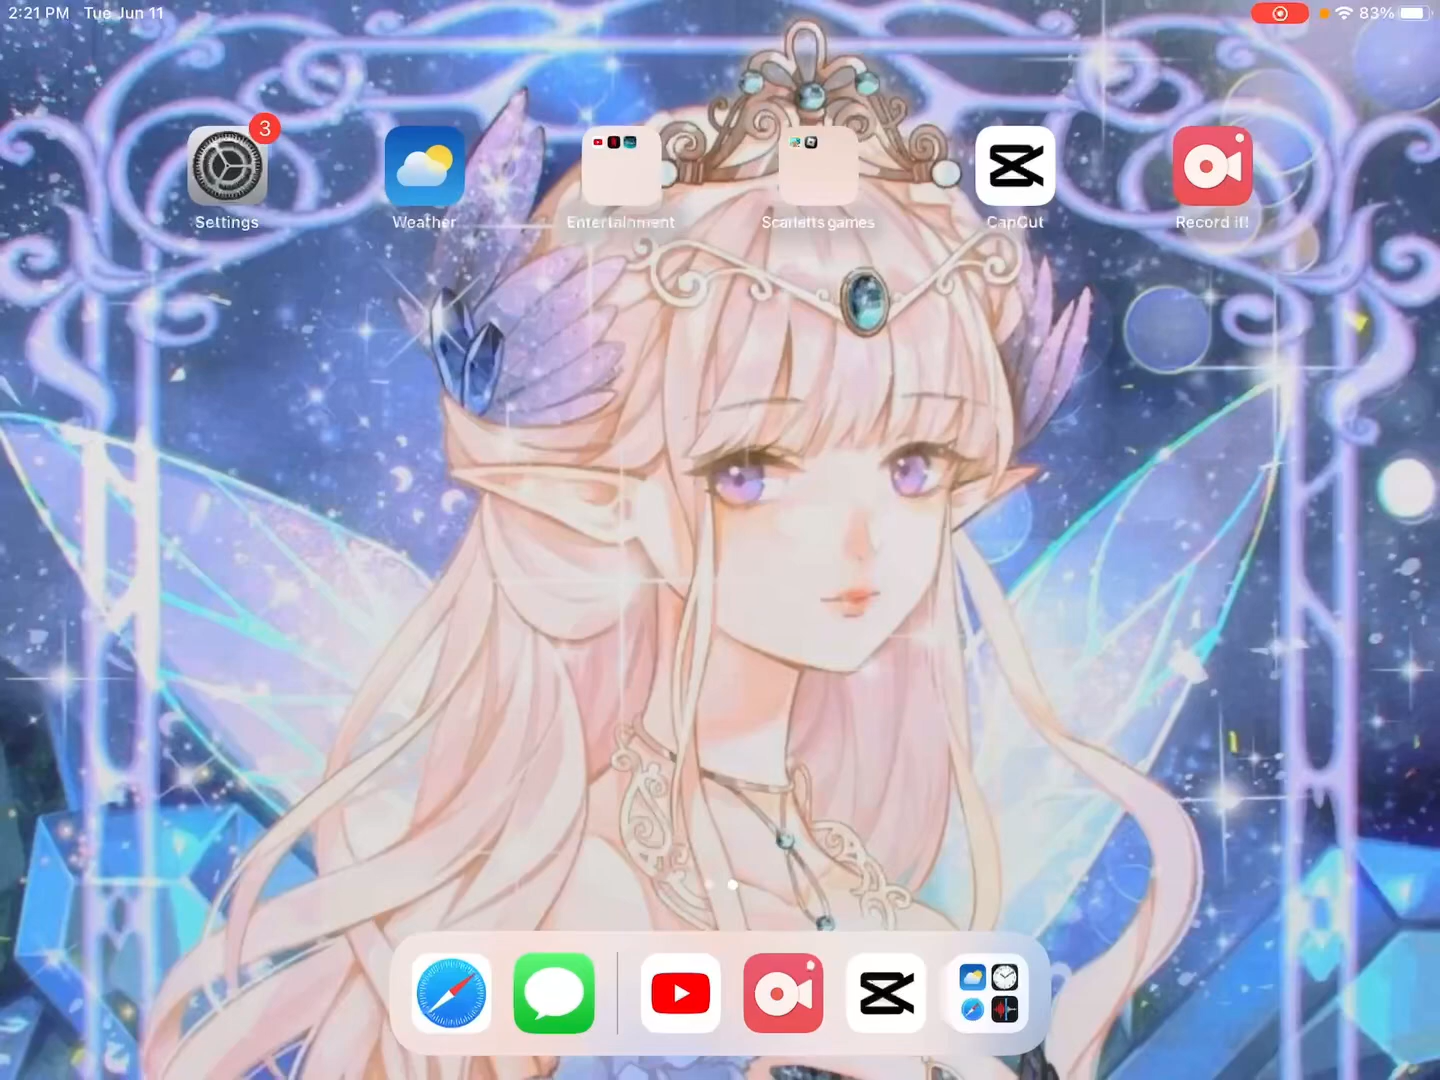 2:21 PM Tue Jun 11
83%
3
Settings
Weather
Entertainment
Scarletts games
CapCut
Record it!